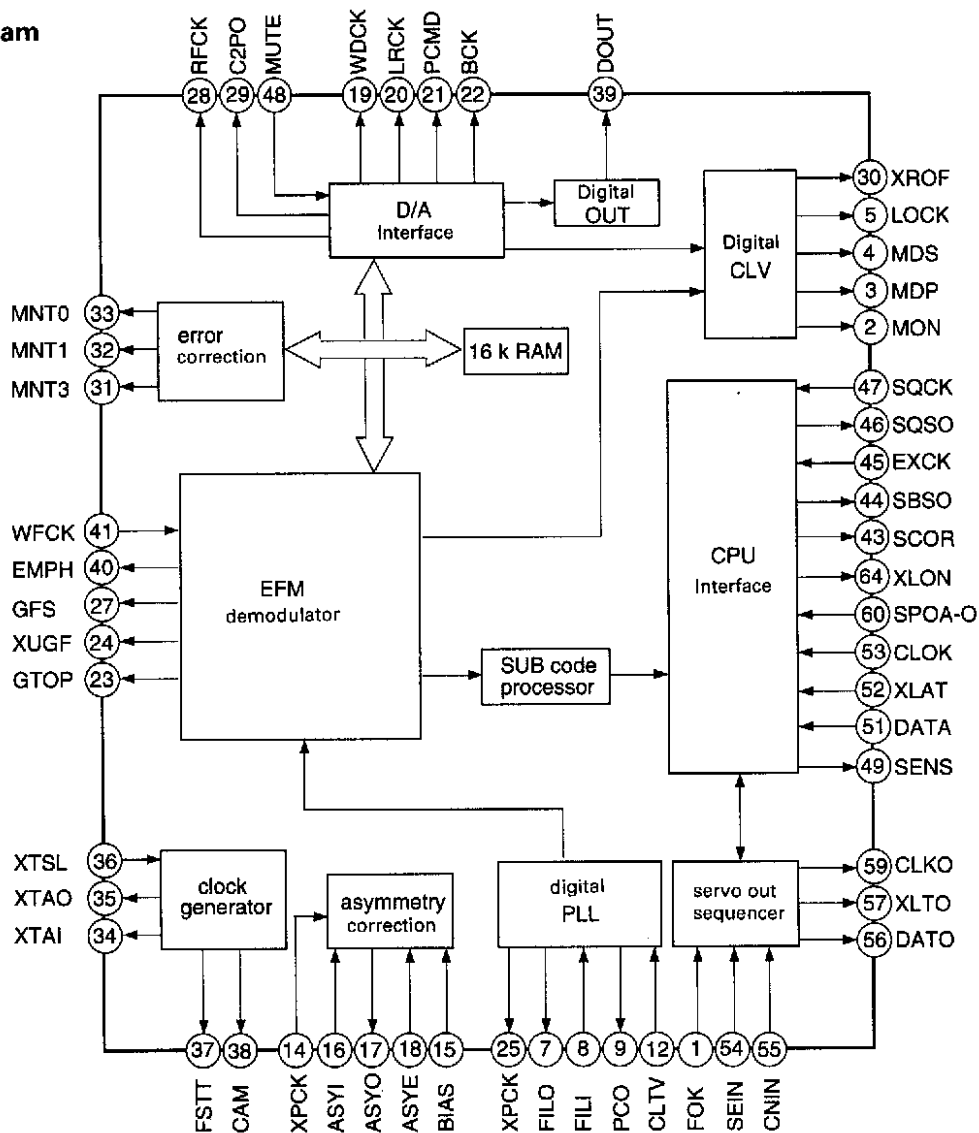 am
RFCK C2PO MUTE WDCK LRCK PCMD BCK DOUT
28 29 48 19 20 21 22 39
D/A
Interface
Digital
OUT
Digital
CLV
30 XROF
5 LOCK
4 MDS
3 MDP
2 MON
MNT0 33
MNT1 32
MNT3 31
error
correction
16 k RAM
47 SQCK
46 SQSO
45 EXCK
44 SBSO
43 SCOR
64 XLON
60 SPOA-O
53 CLOK
52 XLAT
51 DATA
49 SENS
CPU
Interface
WFCK 41
EMPH 40
GFS 27
XUGF 24
GTOP 23
EFM
demodulator
SUB code
processor
XTSL 36
XTAO 35
XTAI 34
clock
generator
asymmetry
correction
digital
PLL
servo out
sequencer
59 CLKO
57 XLTO
56 DATO
37 38 14 16 17 18 15 25 7 8 9 12 1 54 55
FSTT CAM XPCK ASYI ASYO ASYE BIAS XPCK FILO FILI PCO CLTV FOK SEIN CNIN